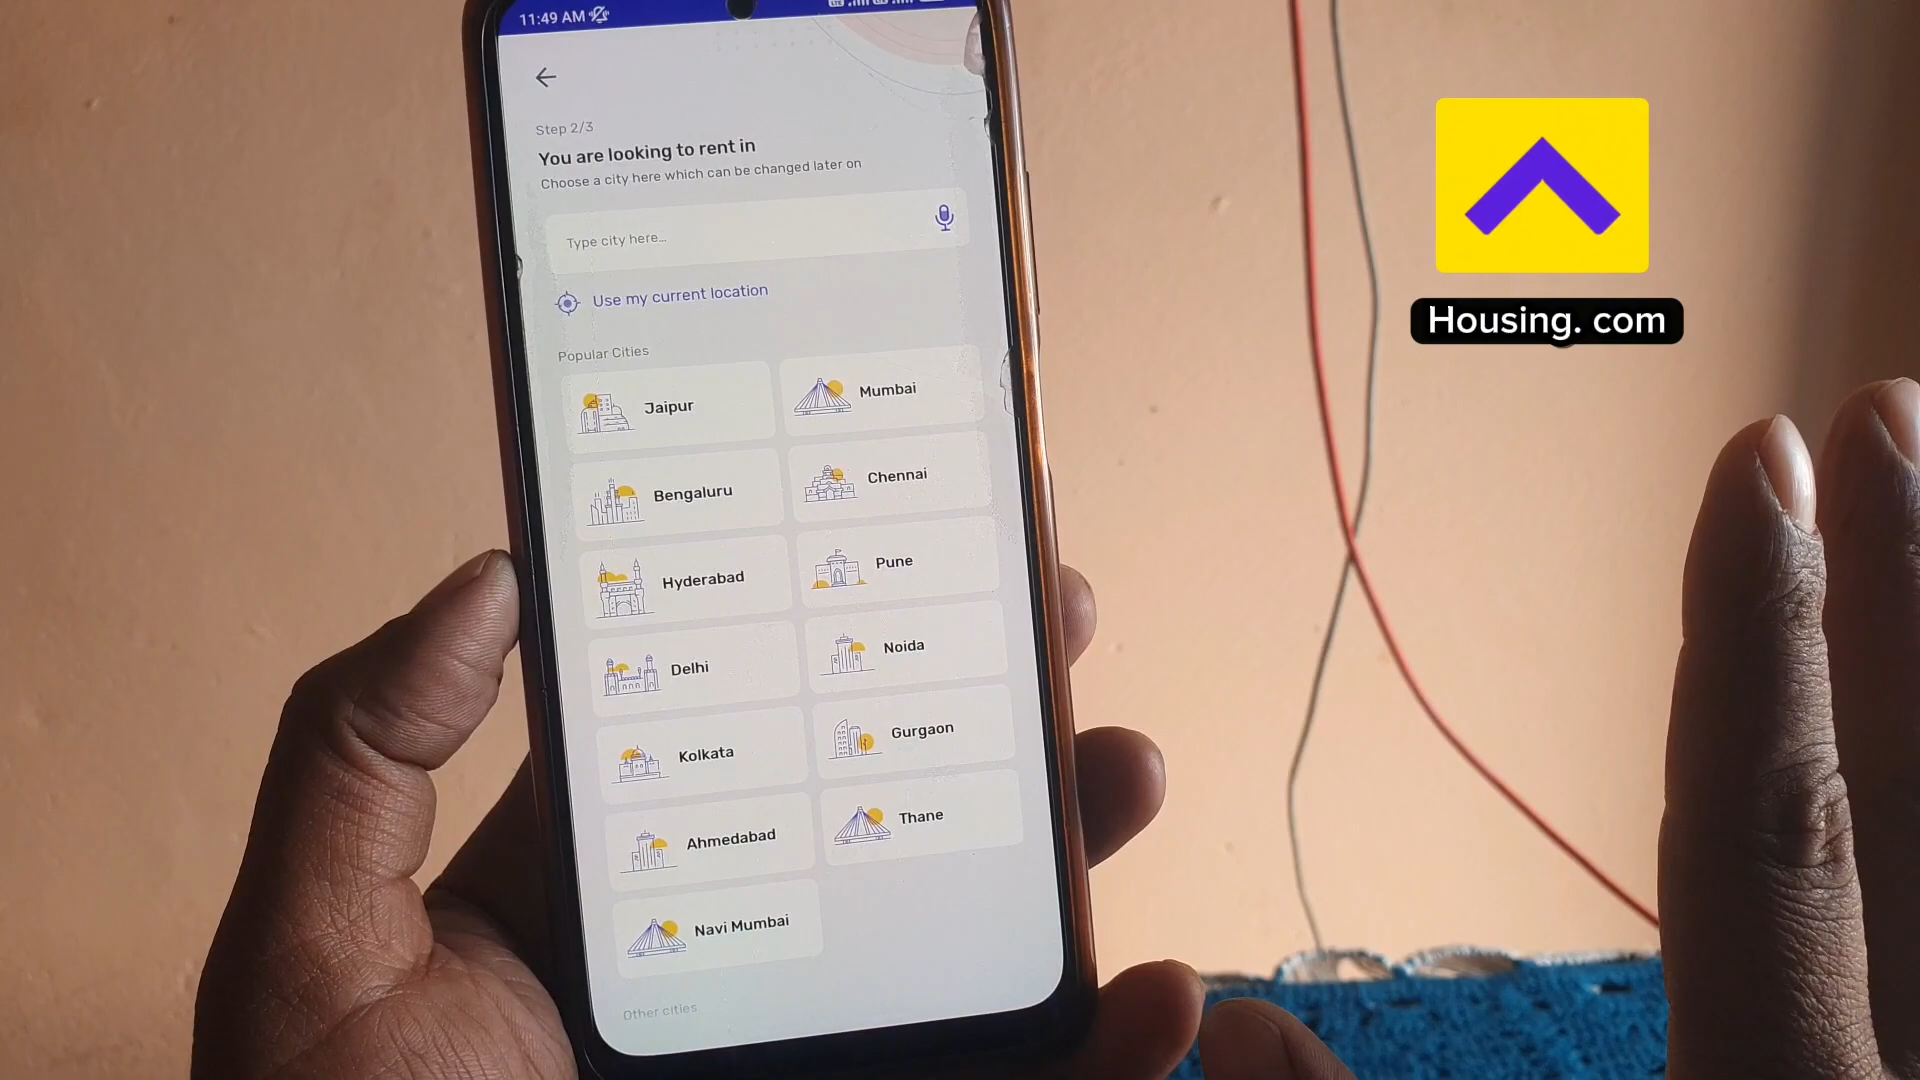 11:49 AM
Step 2/3
You are looking to rent in
Choose a city here which can be changed later on
Type city here...
Use my current location
Popular Cities
Jaipur
Mumbai
Bengaluru
Chennai
Hyderabad
Pune
Delhi
Noida
Kolkata
Gurgaon
Ahmedabad
Thane
Navi Mumbai
Other cities
Housing. com